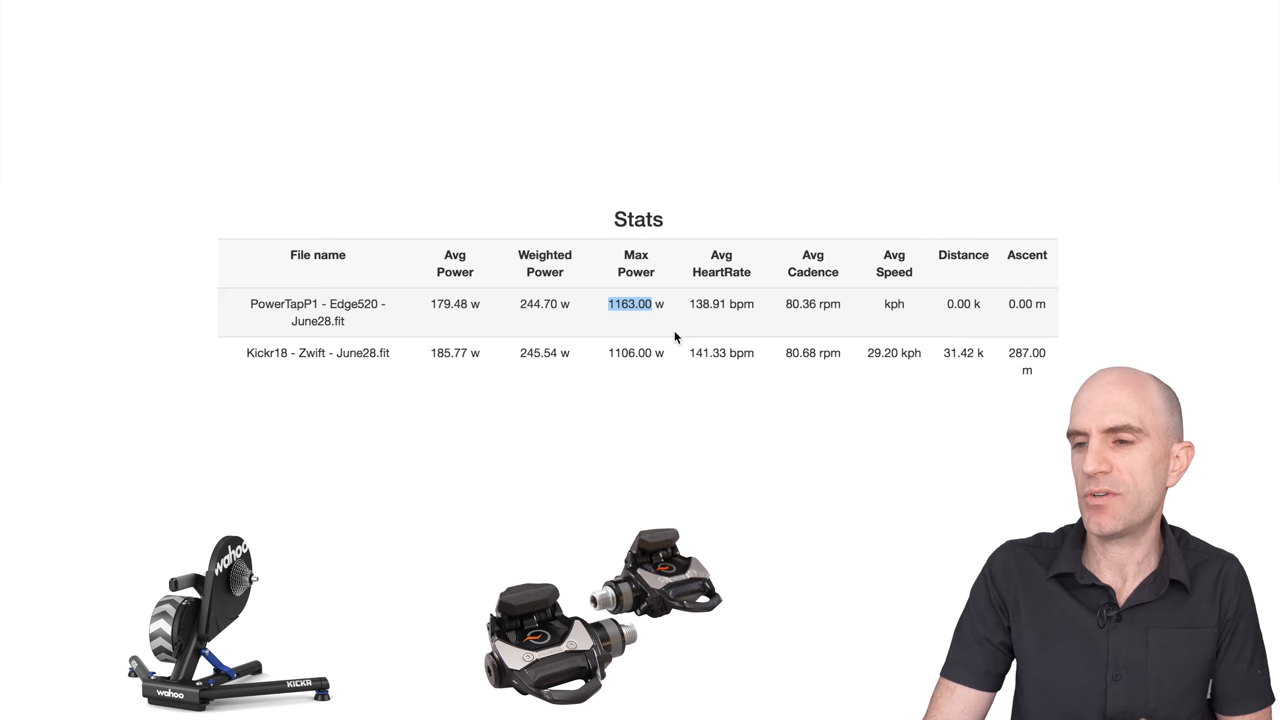 Stats
File name Avg Power Weighted Power Max Power Avg HeartRate Avg Cadence Avg Speed Distance Ascent
PowerTapP1 - Edge520 - June28.fit 179.48 w 244.70 w 1163.00 w 138.91 bpm 80.36 rpm kph 0.00 k 0.00 m
Kickr18 - Zwift - June28.fit 185.77 w 245.54 w 1106.00 w 141.33 bpm 80.68 rpm 29.20 kph 31.42 k 287.00 m
wahoo
wahoo
KICKR